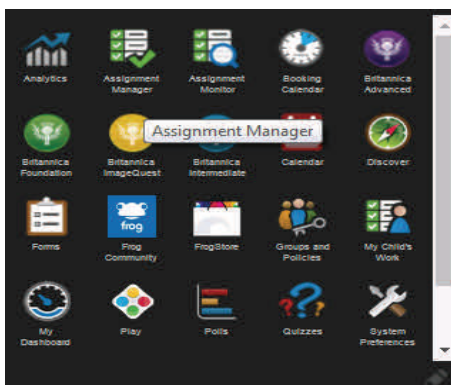 Analytics
Assignment
Manager
Assignment
Monitor
Booking
Calendar
Britannica
Advanced
Assignment Manager
Britannica
Foundation
Britannica
ImageQuest
Britannica
Intermediate
Calendar
Discover
Forms
frog
Frog
Community
FrogStore
Groups and
Policies
My Child's
Work
My
Dashboard
Play
Polls
Quizzes
System
Preferences